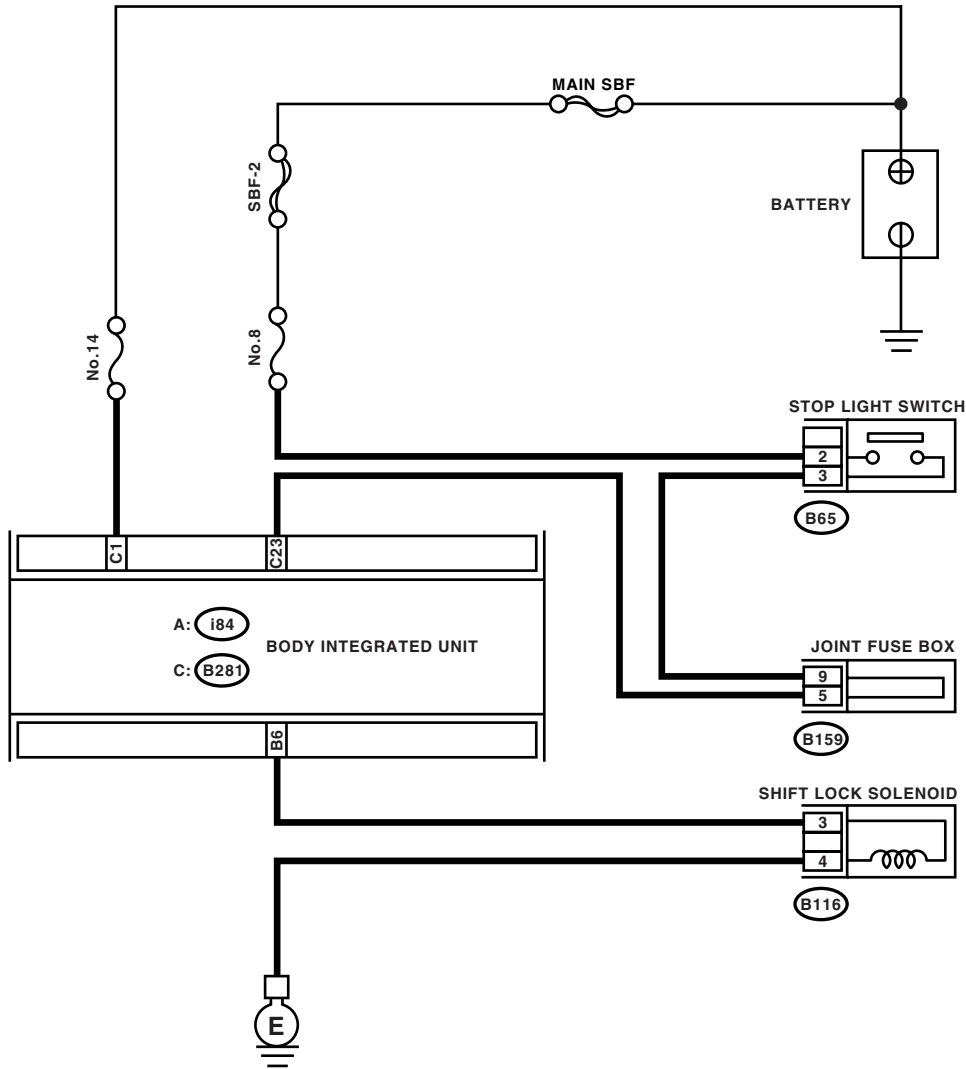 MAIN SBF
SBF-2
BATTERY
No.14
No.8
STOP LIGHT SWITCH
2
3
B65
C1
C23
A: i84
BODY INTEGRATED UNIT
C: B281
JOINT FUSE BOX
9
5
B159
B6
SHIFT LOCK SOLENOID
3
4
B116
E